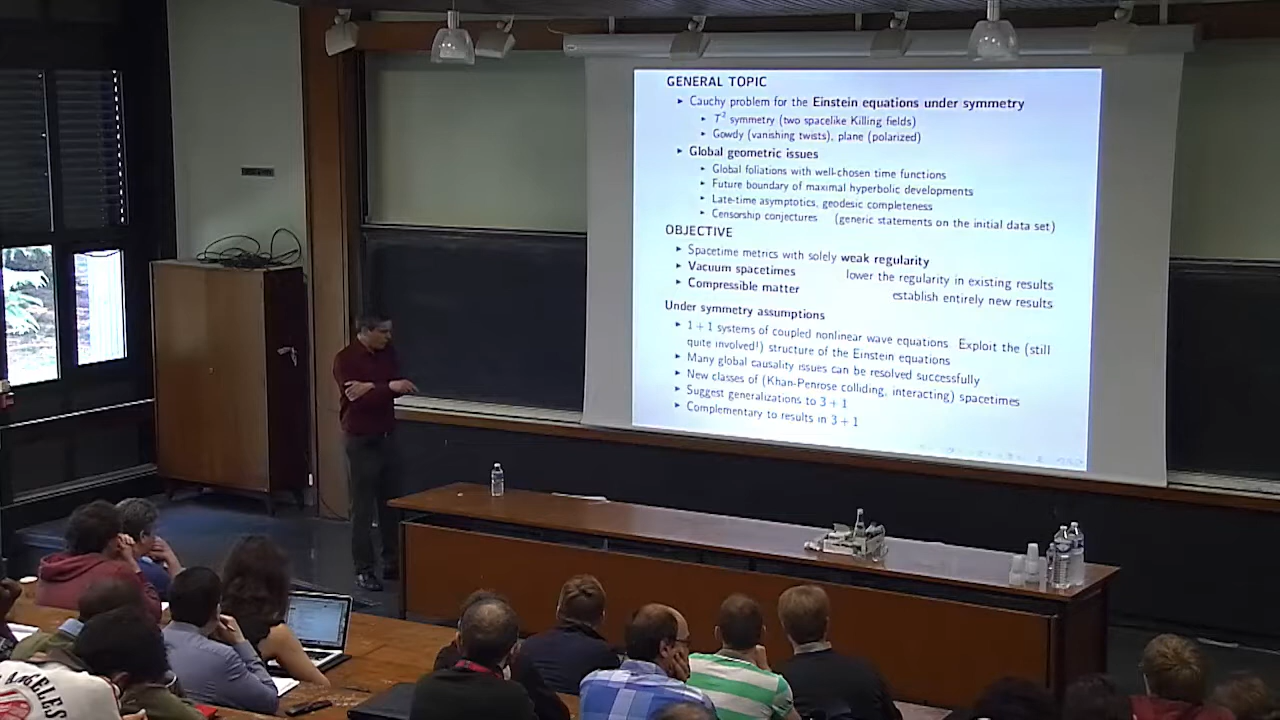 GENERAL TOPIC
▸ Cauchy problem for the Einstein equations under symmetry
▸ T² symmetry (two spacelike Killing fields)
▸ Gowdy (vanishing twists), plane (polarized)
▸ Global geometric issues
▸ Global foliations with well-chosen time functions
▸ Future boundary of maximal hyperbolic developments
▸ Late-time asymptotics, geodesic completeness
▸ Censorship conjectures (generic statements on the initial data set)
OBJECTIVE
▸ Spacetime metrics with solely weak regularity
▸ Vacuum spacetimes lower the regularity in existing results
▸ Compressible matter establish entirely new results
Under symmetry assumptions
▸ 1 + 1 systems of coupled nonlinear wave equations Exploit the (still
quite involved!) structure of the Einstein equations
▸ Many global causality issues can be resolved successfully
▸ New classes of (Khan-Penrose colliding, interacting) spacetimes
▸ Suggest generalizations to 3 + 1
▸ Complementary to results in 3 + 1
ANGELES